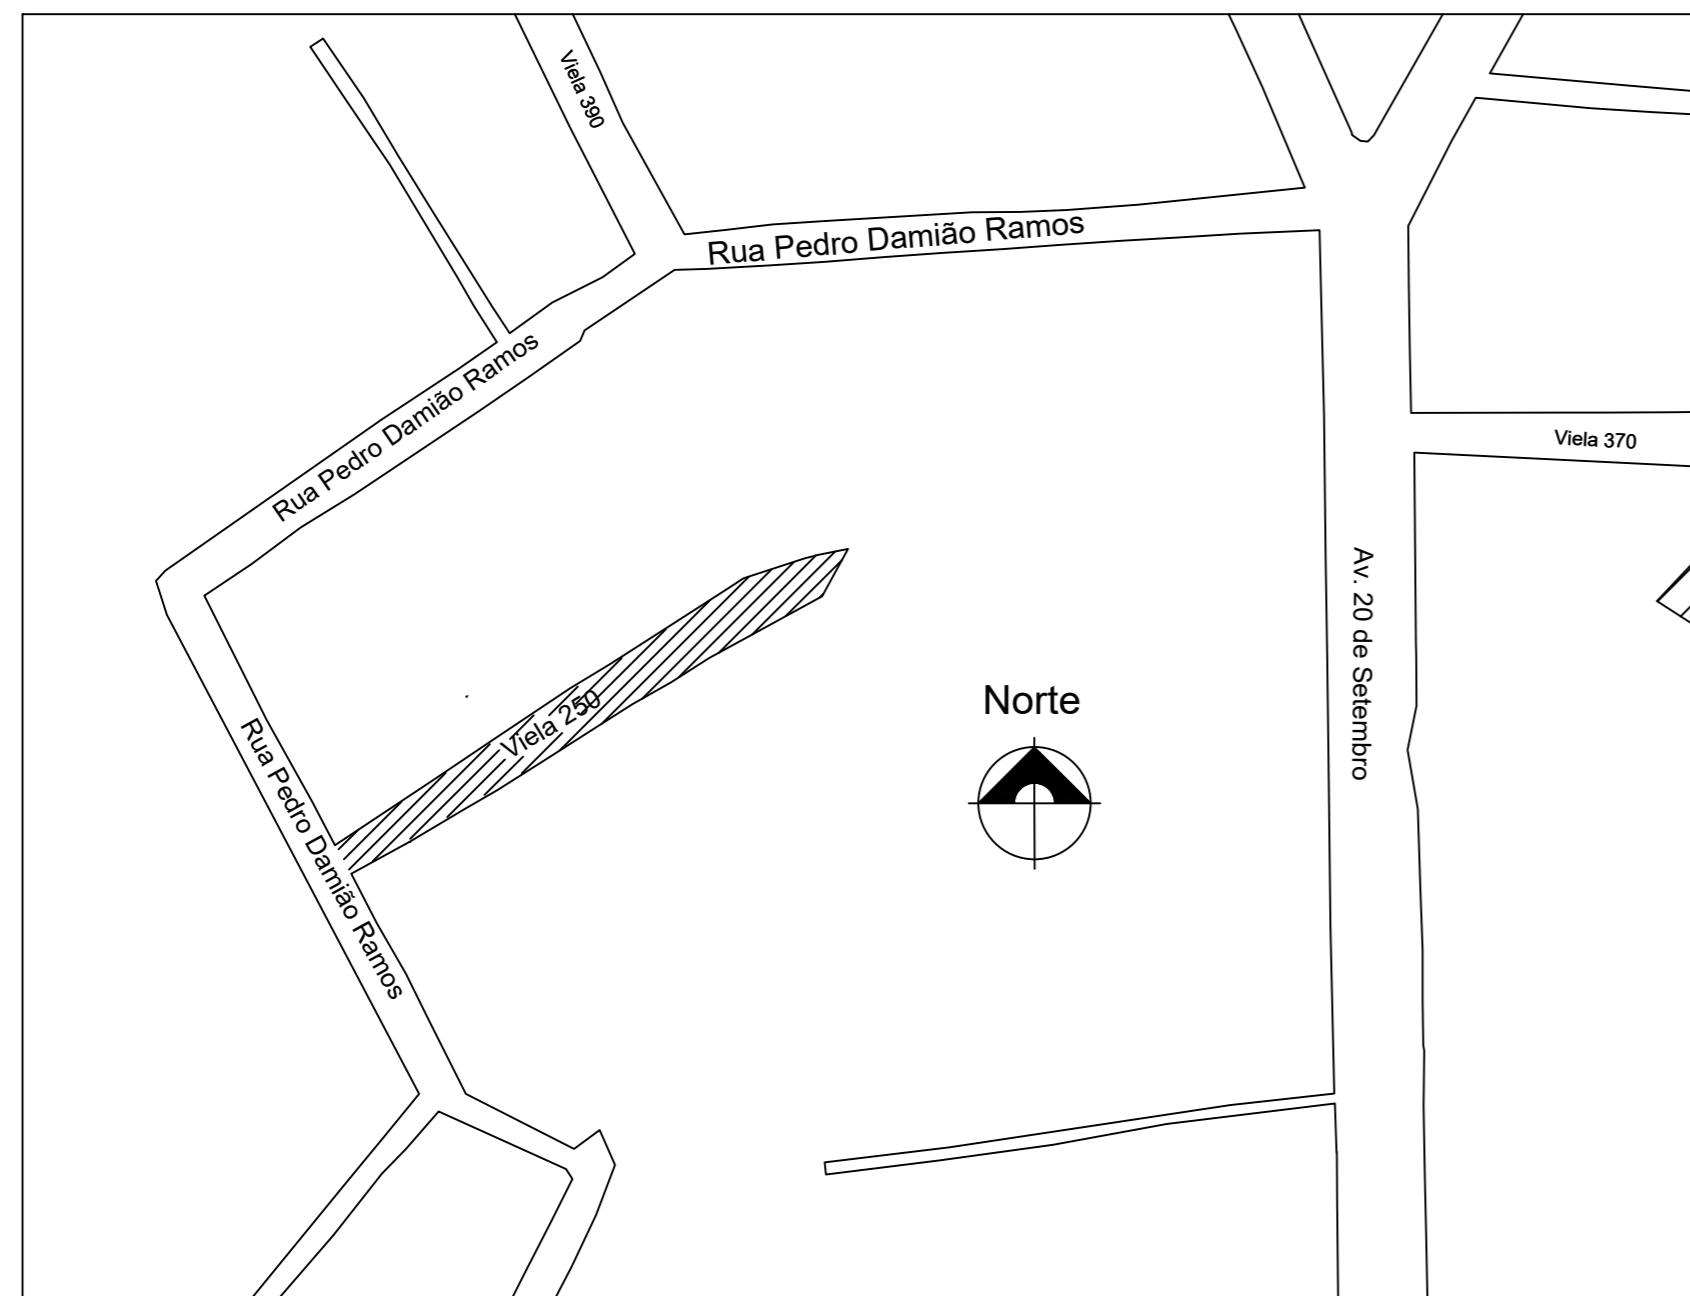 Viela 390
Rua Pedro Damião Ramos
Rua Pedro Damião Ramos
Viela 370
Av. 20 de Setembro
Norte
Viela 250
Rua Pedro Damião Ramos